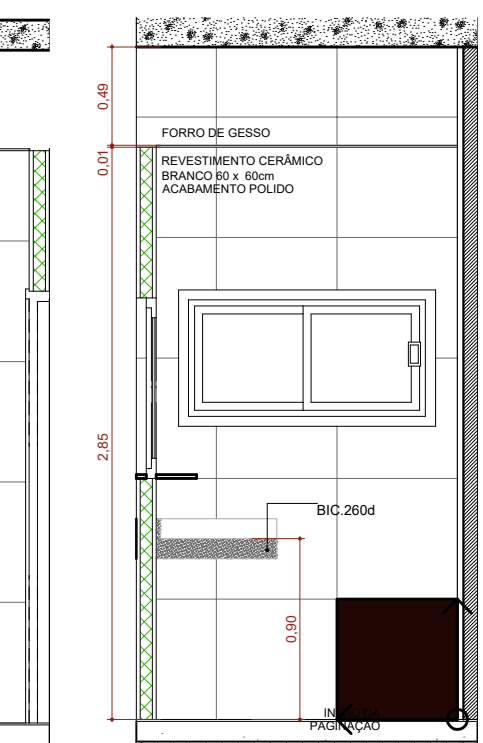 0,49
FORRO DE GESSO
0,01
REVESTIMENTO CERÂMICO
BRANCO 60 x 60cm
ACABAMENTO POLIDO
2,85
BIC.260d
0,90
INÍCIO DA
PAGINAÇÃO